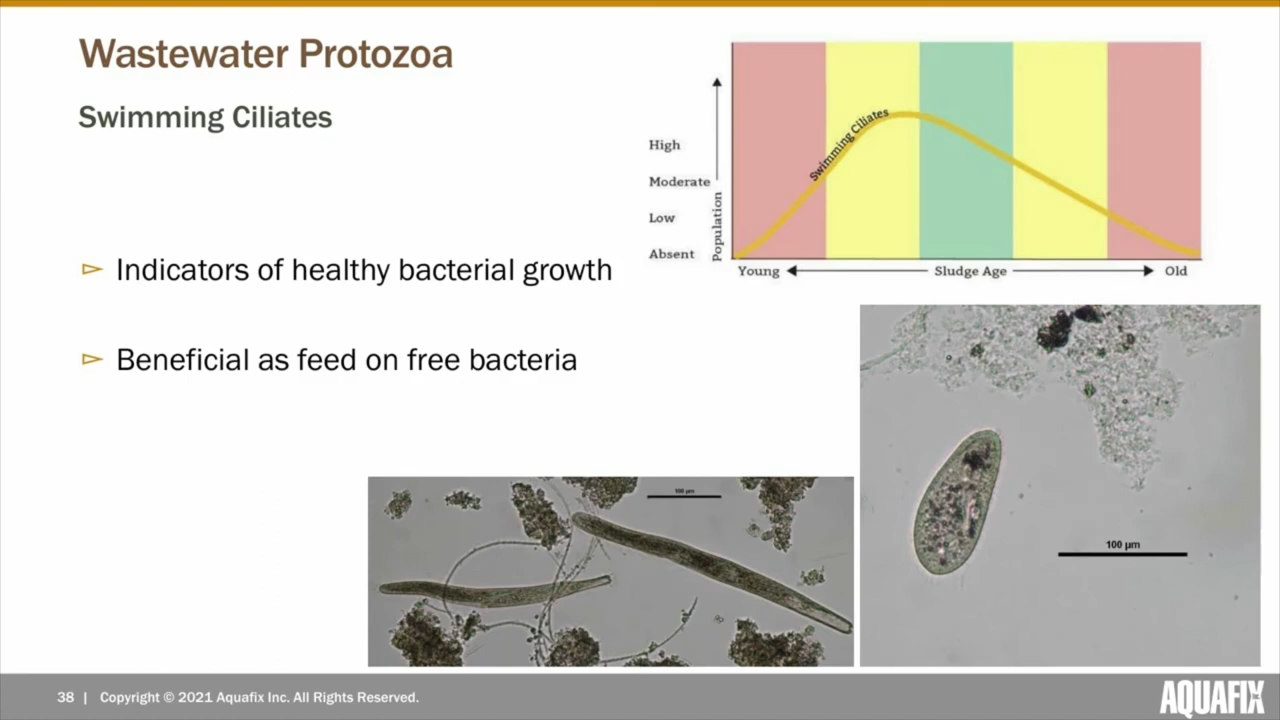 Wastewater Protozoa
Swimming Ciliates
Indicators of healthy bacterial growth
Beneficial as feed on free bacteria
Swimming Ciliates
High
Moderate
Low
Absent
Population
Young
Sludge Age
Old
100 µm
100 µm
38 | Copyright © 2021 Aquafix Inc. All Rights Reserved.
AQUAFIX